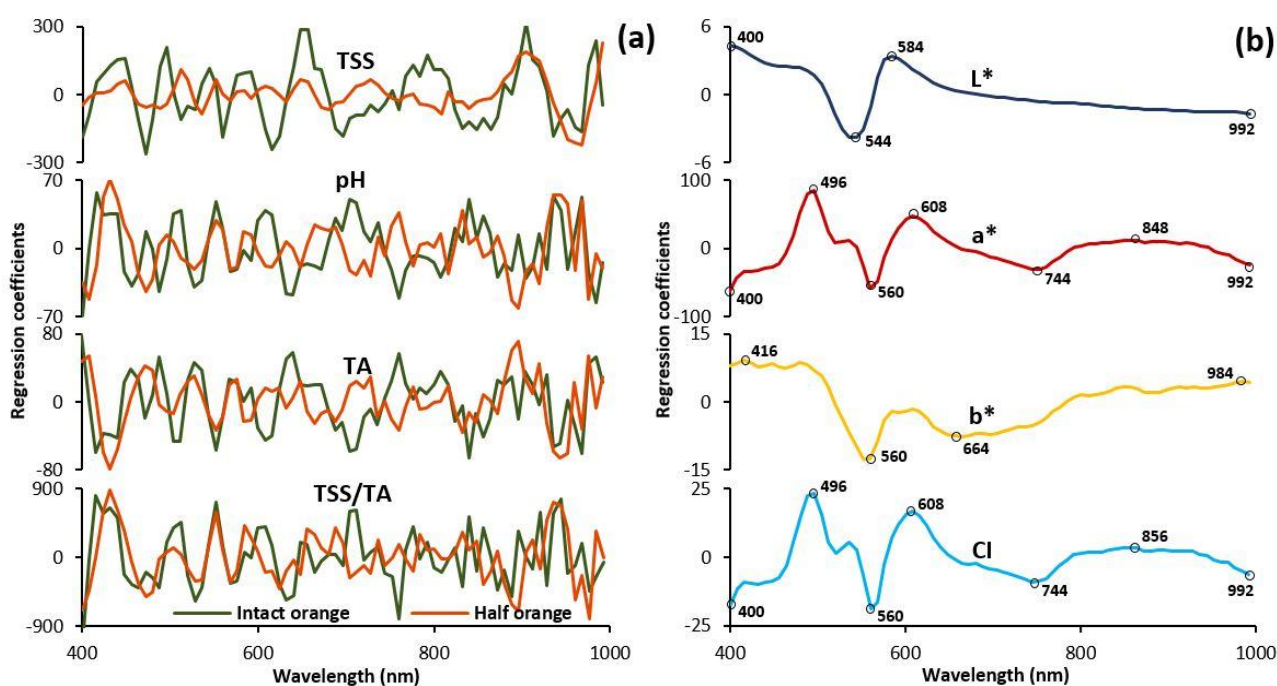 (a)
Regression coefficients
300
0
-300
TSS
70
0
-70
pH
80
0
-80
TA
900
0
-900
TSS/TA
Intact orange
Half orange
400 600 800 1000
Wavelength (nm)
(b)
Regression coefficients
6
0
-6
400
544
584
L*
992
100
0
-100
400
496
560
608
a*
744
848
992
15
0
-15
416
560
664
b*
984
25
0
-25
400
496
560
608
CI
744
856
992
400 600 800 1000
Wavelength (nm)